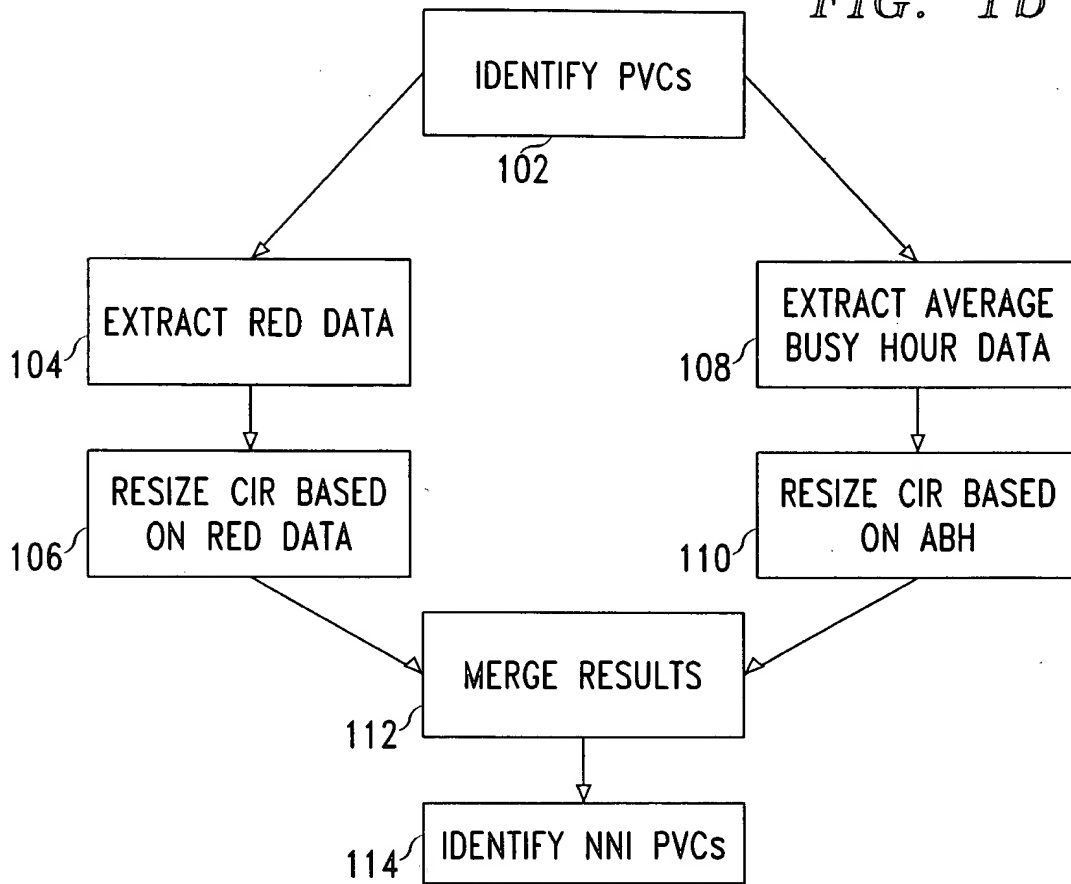 FIG. 1b
IDENTIFY PVCs
102
EXTRACT RED DATA
104
EXTRACT AVERAGE
BUSY HOUR DATA
108
RESIZE CIR BASED
ON RED DATA
106
RESIZE CIR BASED
ON ABH
110
MERGE RESULTS
112
IDENTIFY NNI PVCs
114